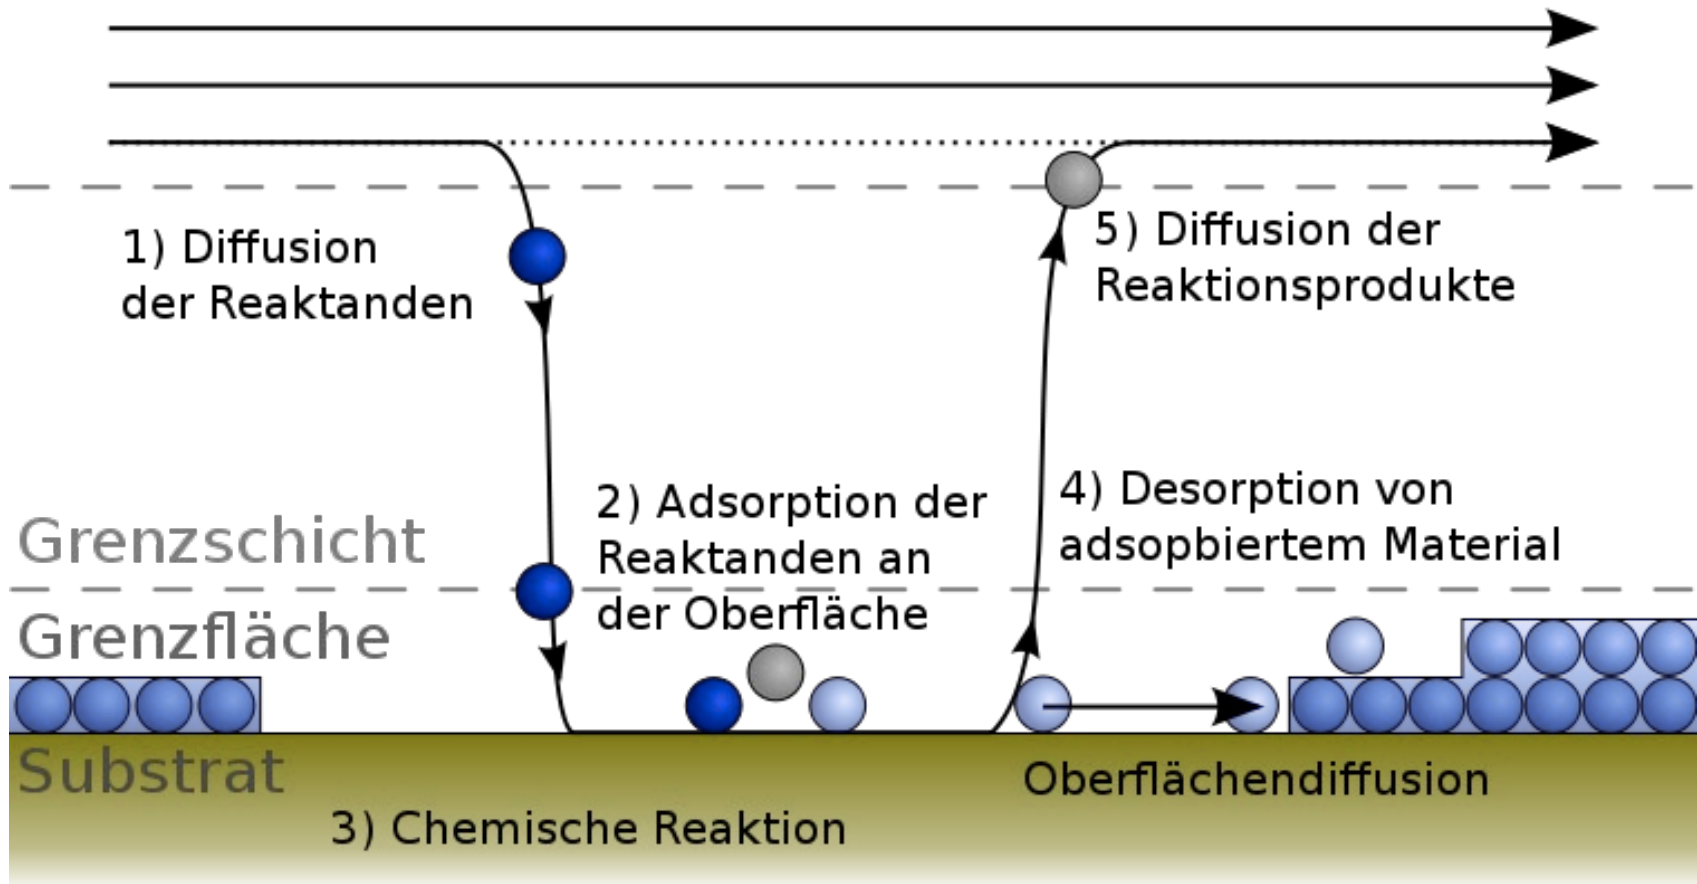 1) Diffusion
der Reaktanden
5) Diffusion der
Reaktionsprodukte
2) Adsorption der
Reaktanden an
der Oberfläche
4) Desorption von
adsopbiertem Material
Grenzschicht
Grenzfläche
Substrat
Oberflächendiffusion
3) Chemische Reaktion